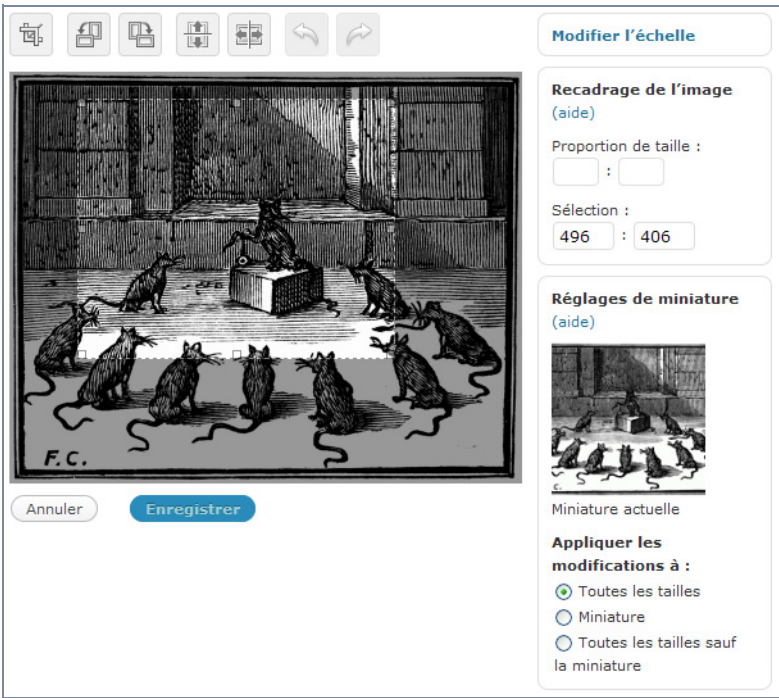 Modifier l’échelle
Recadrage de l’image
(aide)
Proportion de taille :
:
Sélection :
496 : 406
Réglages de miniature
(aide)
Miniature actuelle
Appliquer les
modifications à :
Toutes les tailles
Miniature
Toutes les tailles sauf
la miniature
F.C.
C.
Annuler Enregistrer